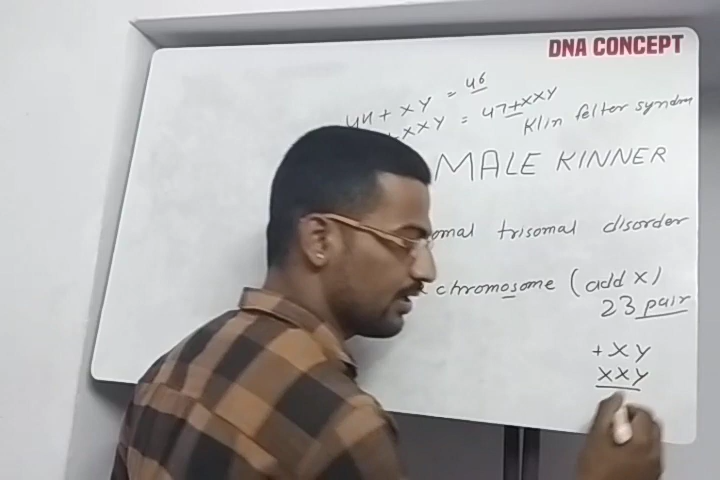 DNA CONCEPT
44 + XY = 46
+ XXY = 47+XXY
Klin felter syndrom
MALE KINNER
omal trisomal disorder
chromosome (add X)
23 pair
+XY
XXY